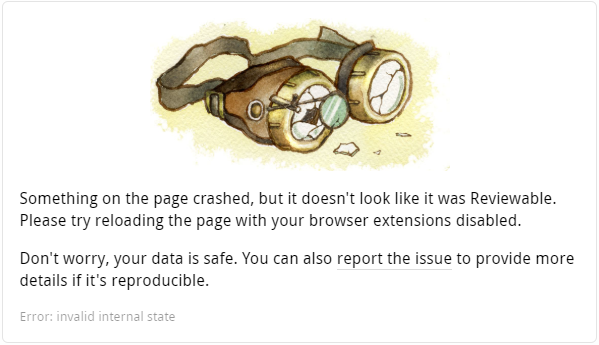 Something on the page crashed, but it doesn't look like it was Reviewable.
Please try reloading the page with your browser extensions disabled.
Don't worry, your data is safe. You can also report the issue to provide more
details if it's reproducible.
Error: invalid internal state